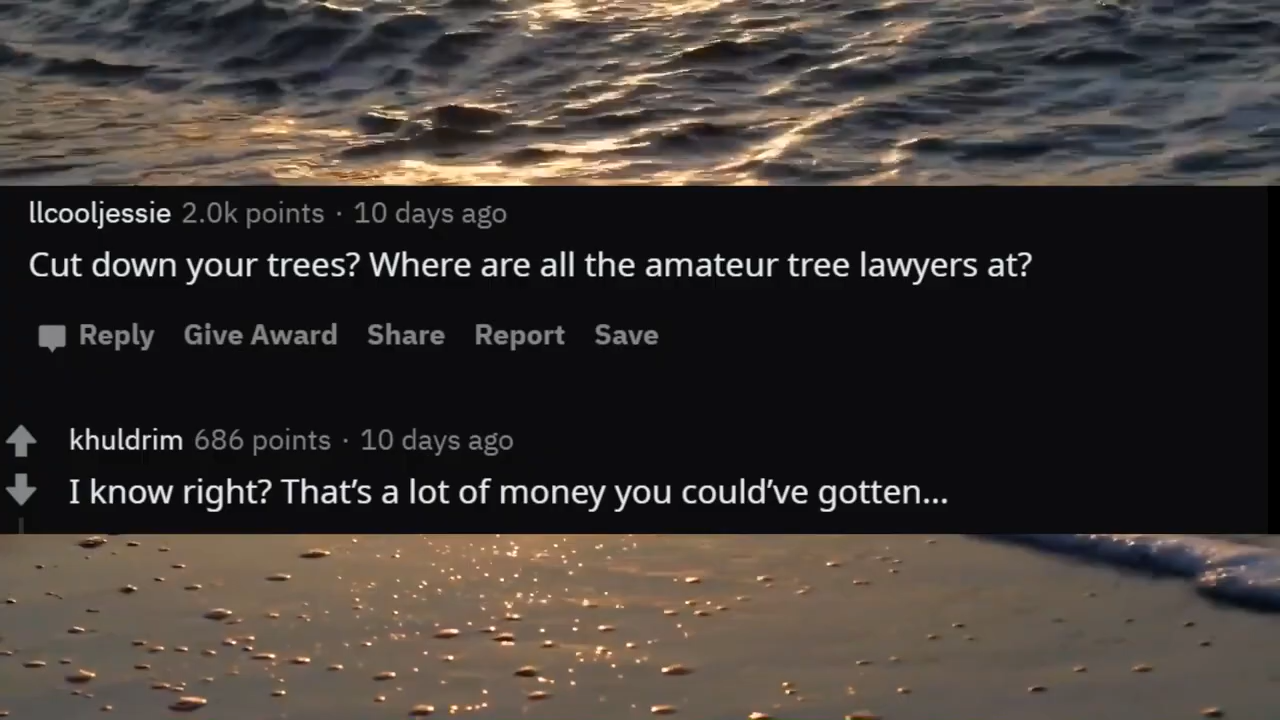 llcooljessie 2.0k points · 10 days ago
Cut down your trees? Where are all the amateur tree lawyers at?
Reply Give Award Share Report Save
khuldrim 686 points · 10 days ago
I know right? That’s a lot of money you could’ve gotten...